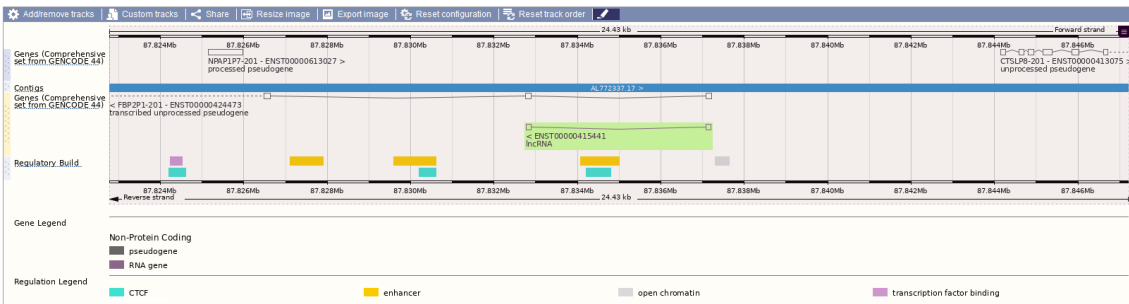 Add/remove tracks Custom tracks Share Resize image Export image Reset configuration Reset track order
24.43 kb Forward strand
87.824Mb 87.826Mb 87.828Mb 87.830Mb 87.832Mb 87.834Mb 87.836Mb 87.838Mb 87.840Mb 87.842Mb 87.844Mb 87.846Mb
Genes (Comprehensive
set from GENCODE 44)
NPAP1P7-201 - ENST00000613027 >
processed pseudogene
CTSLP8-201 - ENST00000413075 >
unprocessed pseudogene
Contigs
AL772337.17 >
Genes (Comprehensive
set from GENCODE 44)
< FBP2P1-201 - ENST00000424473
transcribed unprocessed pseudogene
< ENST00000415441
lncRNA
Regulatory Build
87.824Mb 87.826Mb 87.828Mb 87.830Mb 87.832Mb 87.834Mb 87.836Mb 87.838Mb 87.840Mb 87.842Mb 87.844Mb 87.846Mb
Reverse strand 24.43 kb
Gene Legend
Non-Protein Coding
pseudogene
RNA gene
Regulation Legend
CTCF enhancer open chromatin transcription factor binding